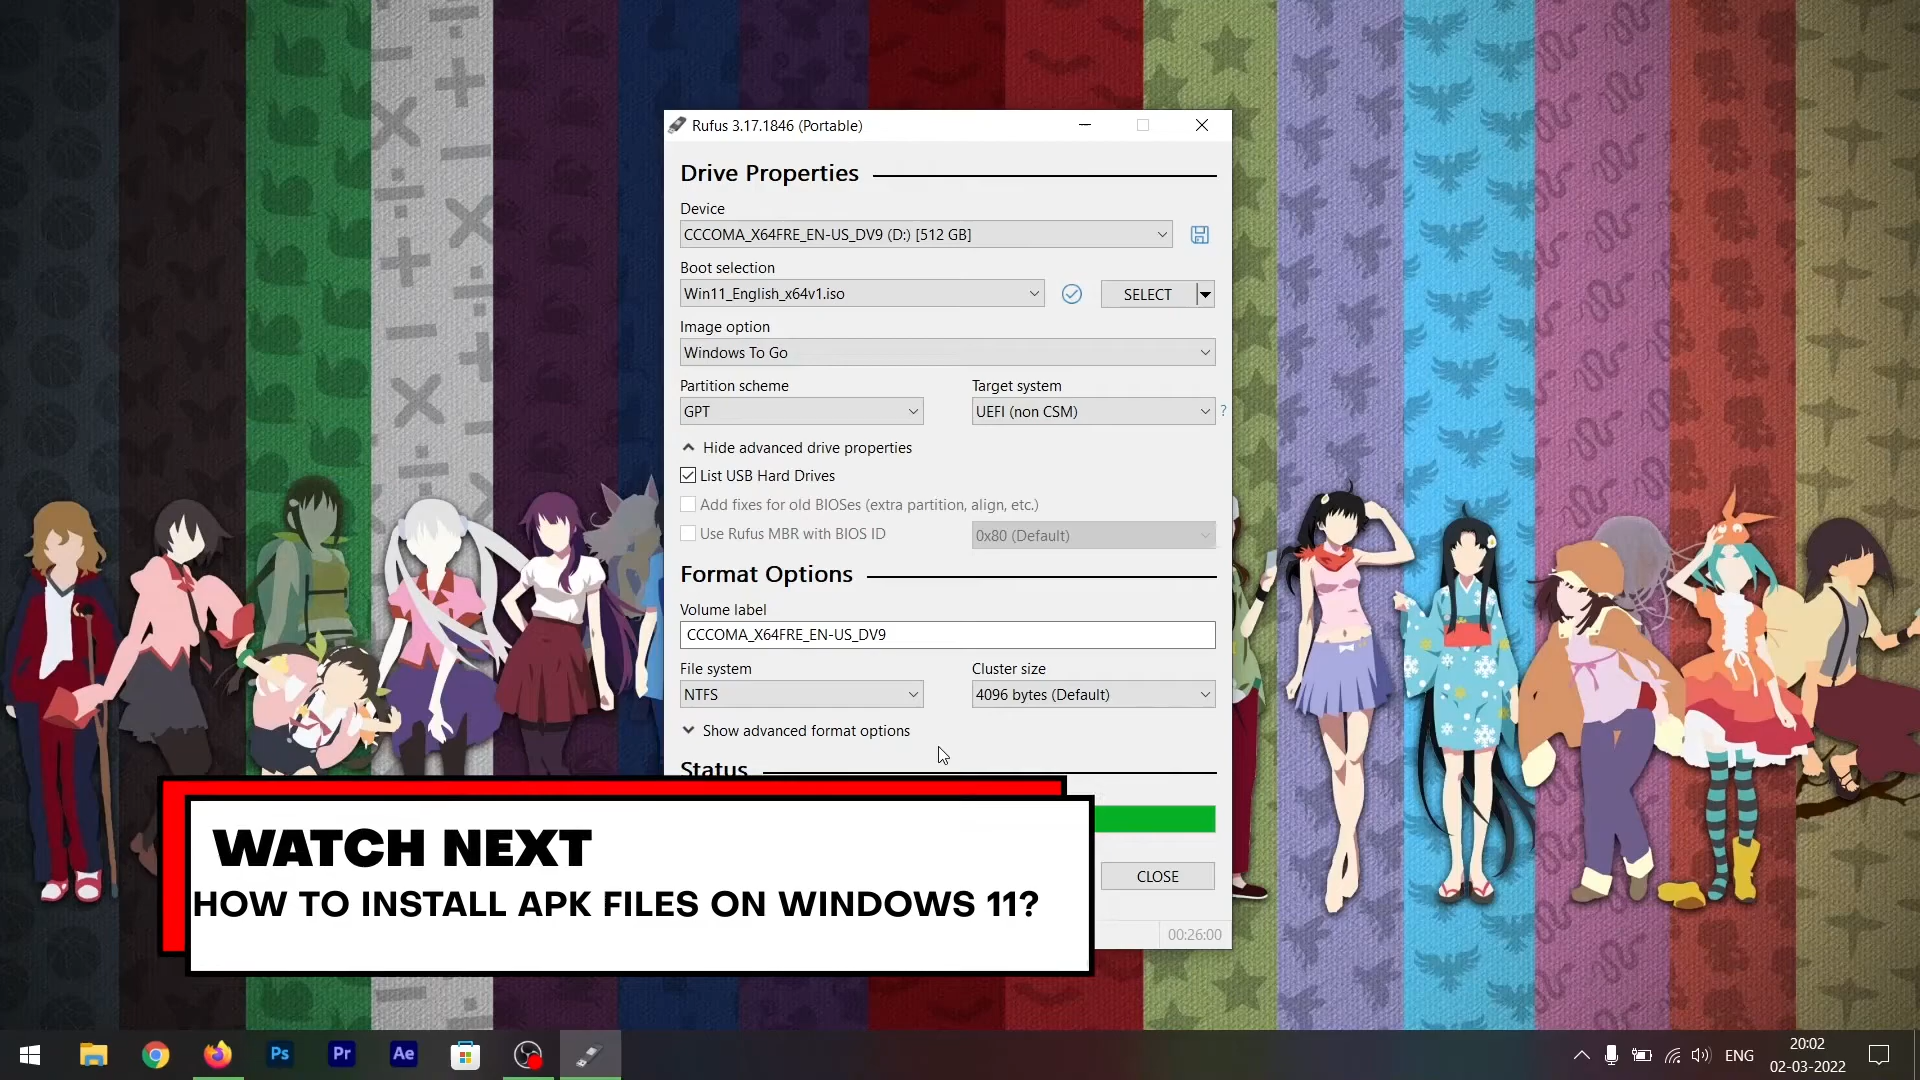 Rufus 3.17.1846 (Portable)
Drive Properties
Device
CCCOMA_X64FRE_EN-US_DV9 (D:) [512 GB]
Boot selection
Win11_English_x64v1.iso
SELECT
Image option
Windows To Go
Partition scheme
Target system
GPT
UEFI (non CSM)
?
Hide advanced drive properties
List USB Hard Drives
Add fixes for old BIOSes (extra partition, align, etc.)
Use Rufus MBR with BIOS ID
0x80 (Default)
Format Options
Volume label
CCCOMA_X64FRE_EN-US_DV9
File system
Cluster size
NTFS
4096 bytes (Default)
Show advanced format options
Status
WATCH NEXT
HOW TO INSTALL APK FILES ON WINDOWS 11?
CLOSE
00:26:00
Ps
Pr
Ae
ENG
20:02
02-03-2022